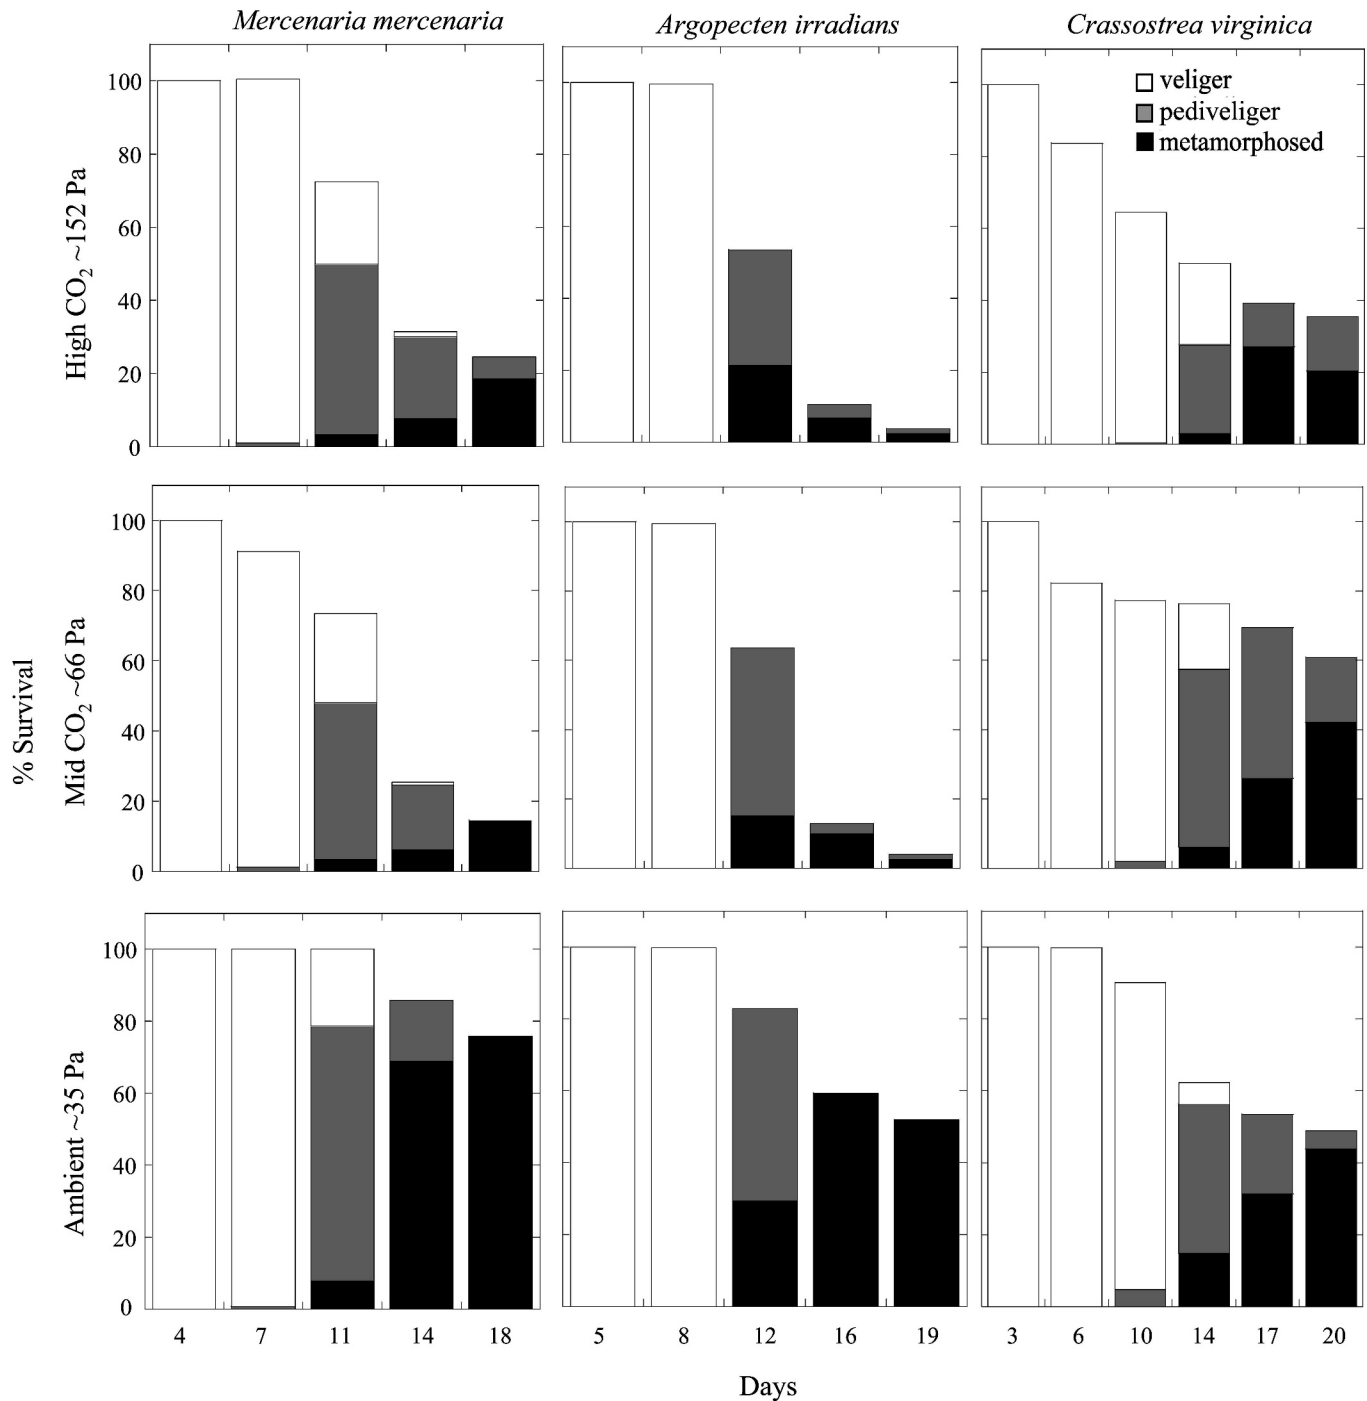 Mercenaria mercenaria
Argopecten irradians
Crassostrea virginica
veliger
pediveliger
metamorphosed
% Survival
High CO₂ ~152 Pa
100
80
60
40
20
0
Mid CO₂ ~66 Pa
100
80
60
40
20
0
Ambient ~35 Pa
100
80
60
40
20
0
4 7 11 14 18
5 8 12 16 19
3 6 10 14 17 20
Days